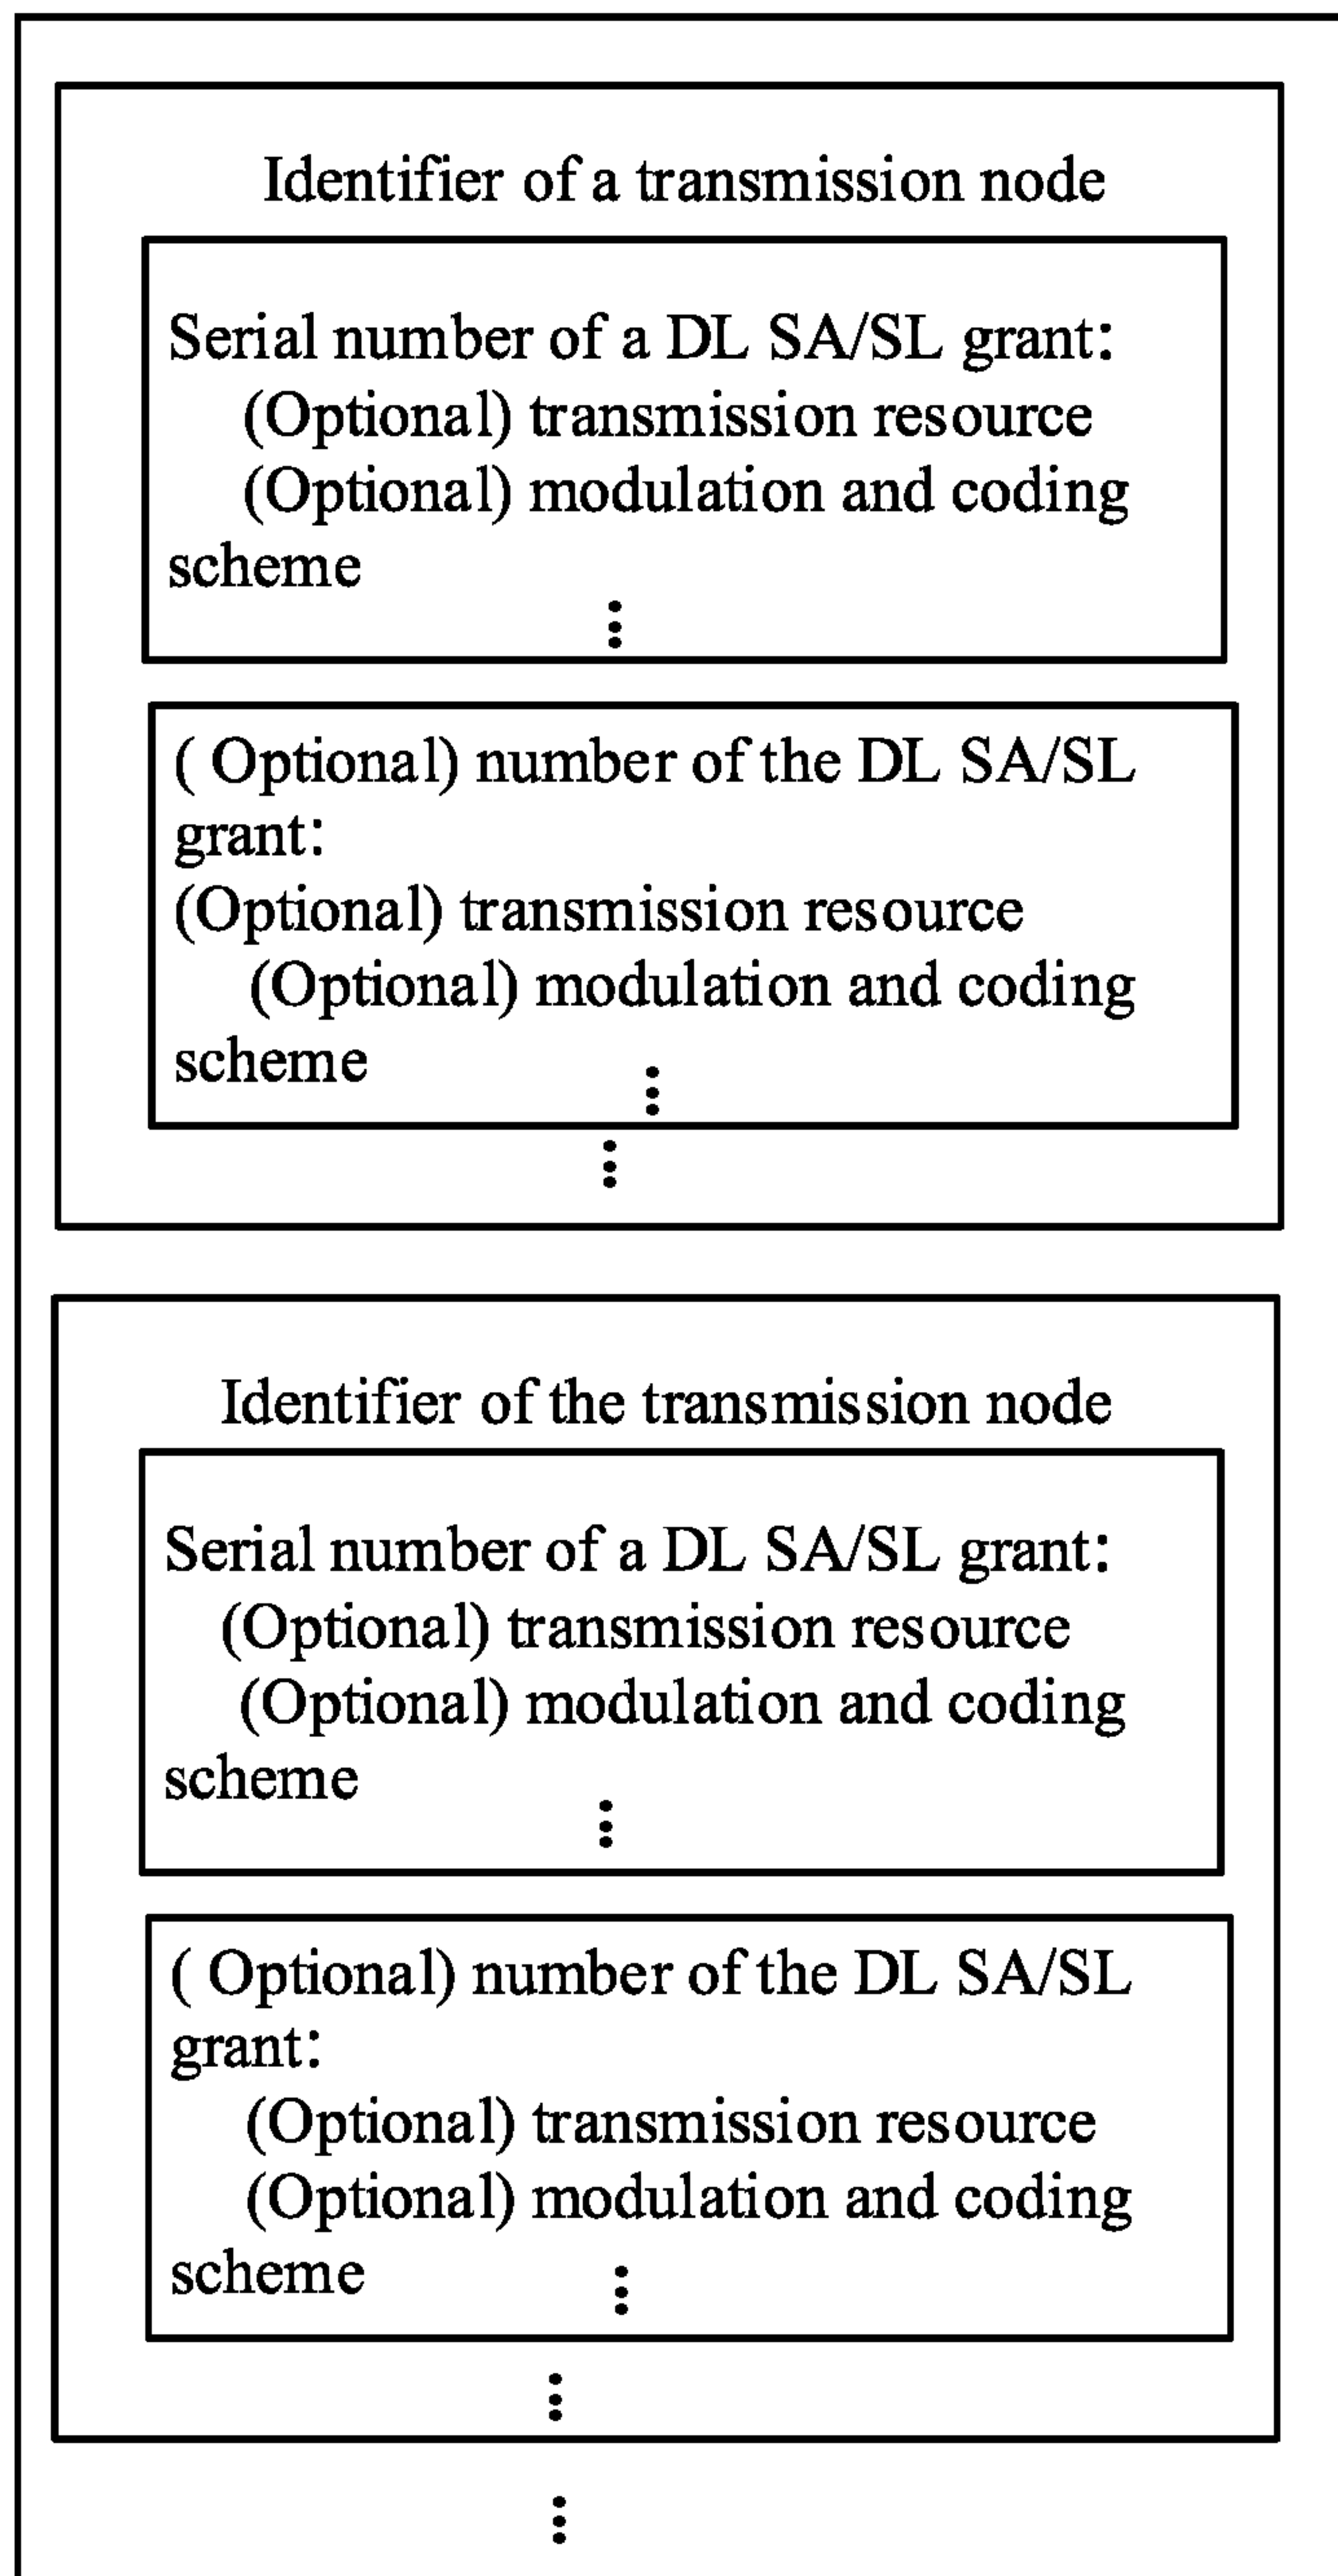 Identifier of a transmission node
Serial number of a DL SA/SL grant:
(Optional) transmission resource
(Optional) modulation and coding
scheme
( Optional) number of the DL SA/SL
grant:
(Optional) transmission resource
(Optional) modulation and coding
scheme
Identifier of the transmission node
Serial number of a DL SA/SL grant:
(Optional) transmission resource
(Optional) modulation and coding
scheme
( Optional) number of the DL SA/SL
grant:
(Optional) transmission resource
(Optional) modulation and coding
scheme